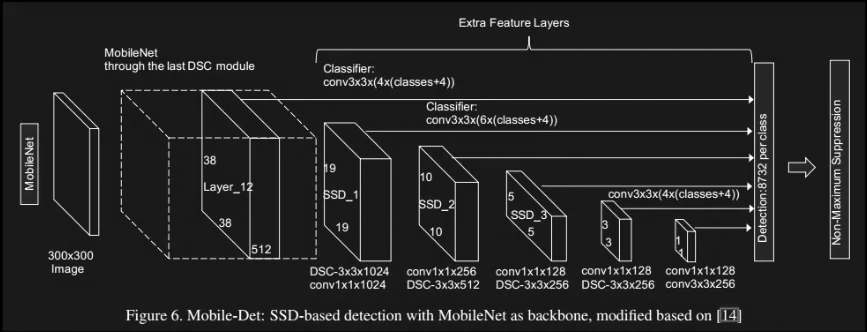 Extra Feature Layers
MobileNet
through the last DSC module
Classifier:
conv3x3x(4x(classes+4))
Classifier:
conv3x3x(6x(classes+4))
MobileNet
38
Layer_12
38
512
19
SSD_1
19
10
SSD_2
10
5
SSD_3
5
conv3x3x(4x(classes+4))
3
3
1
1
Detection::8732 per class
Non-Maximum Suppression
300x300
Image
DSC-3x3x1024
conv1x1x1024
conv1x1x256
DSC-3x3x512
conv1x1x128
DSC-3x3x256
conv1x1x128
DSC-3x3x256
conv1x1x128
conv3x3x256
Figure 6. Mobile-Det: SSD-based detection with MobileNet as backbone, modified based on [14]